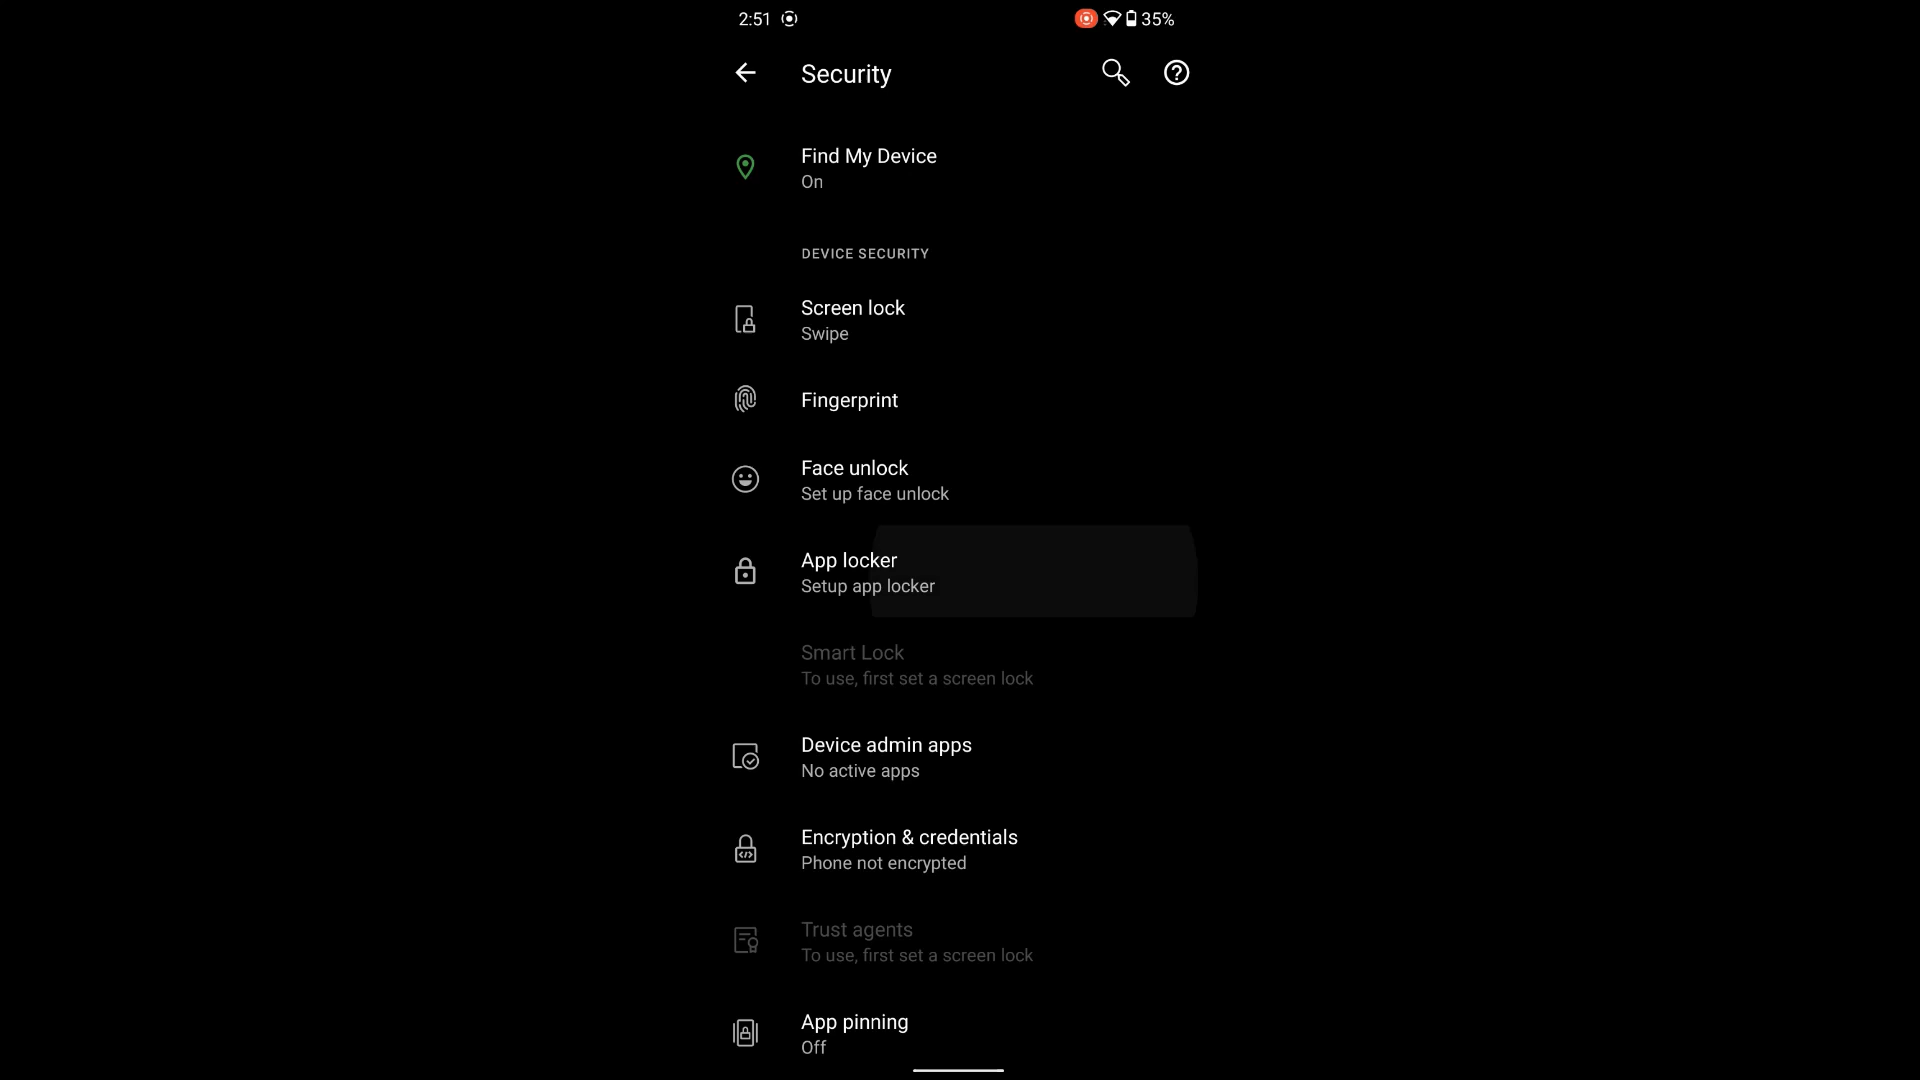 2:51
35%
Security
Find My Device
On
DEVICE SECURITY
Screen lock
Swipe
Fingerprint
Face unlock
Set up face unlock
App locker
Setup app locker
Smart Lock
To use, first set a screen lock
Device admin apps
No active apps
Encryption & credentials
Phone not encrypted
Trust agents
To use, first set a screen lock
App pinning
Off